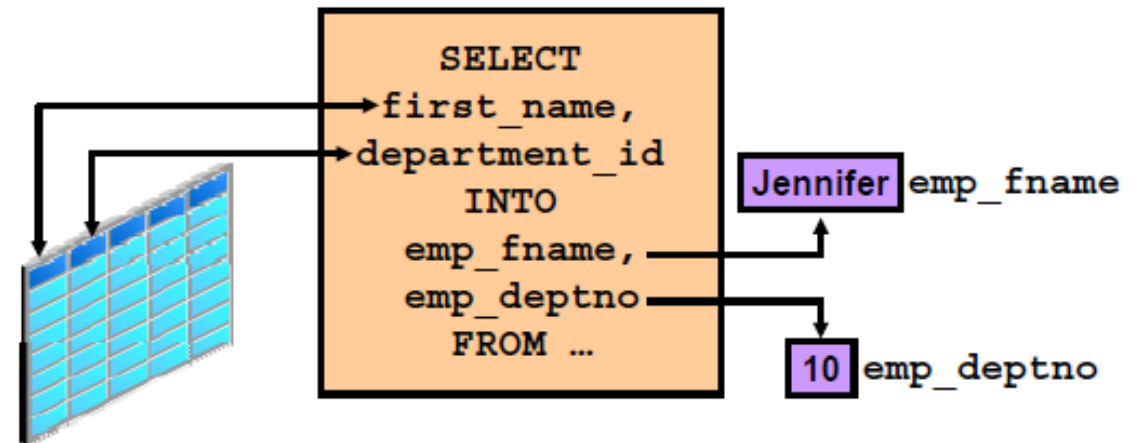 SELECT
first_name,
department_id
INTO
emp_fname,
emp_deptno
FROM …
Jennifer emp_fname
10 emp_deptno